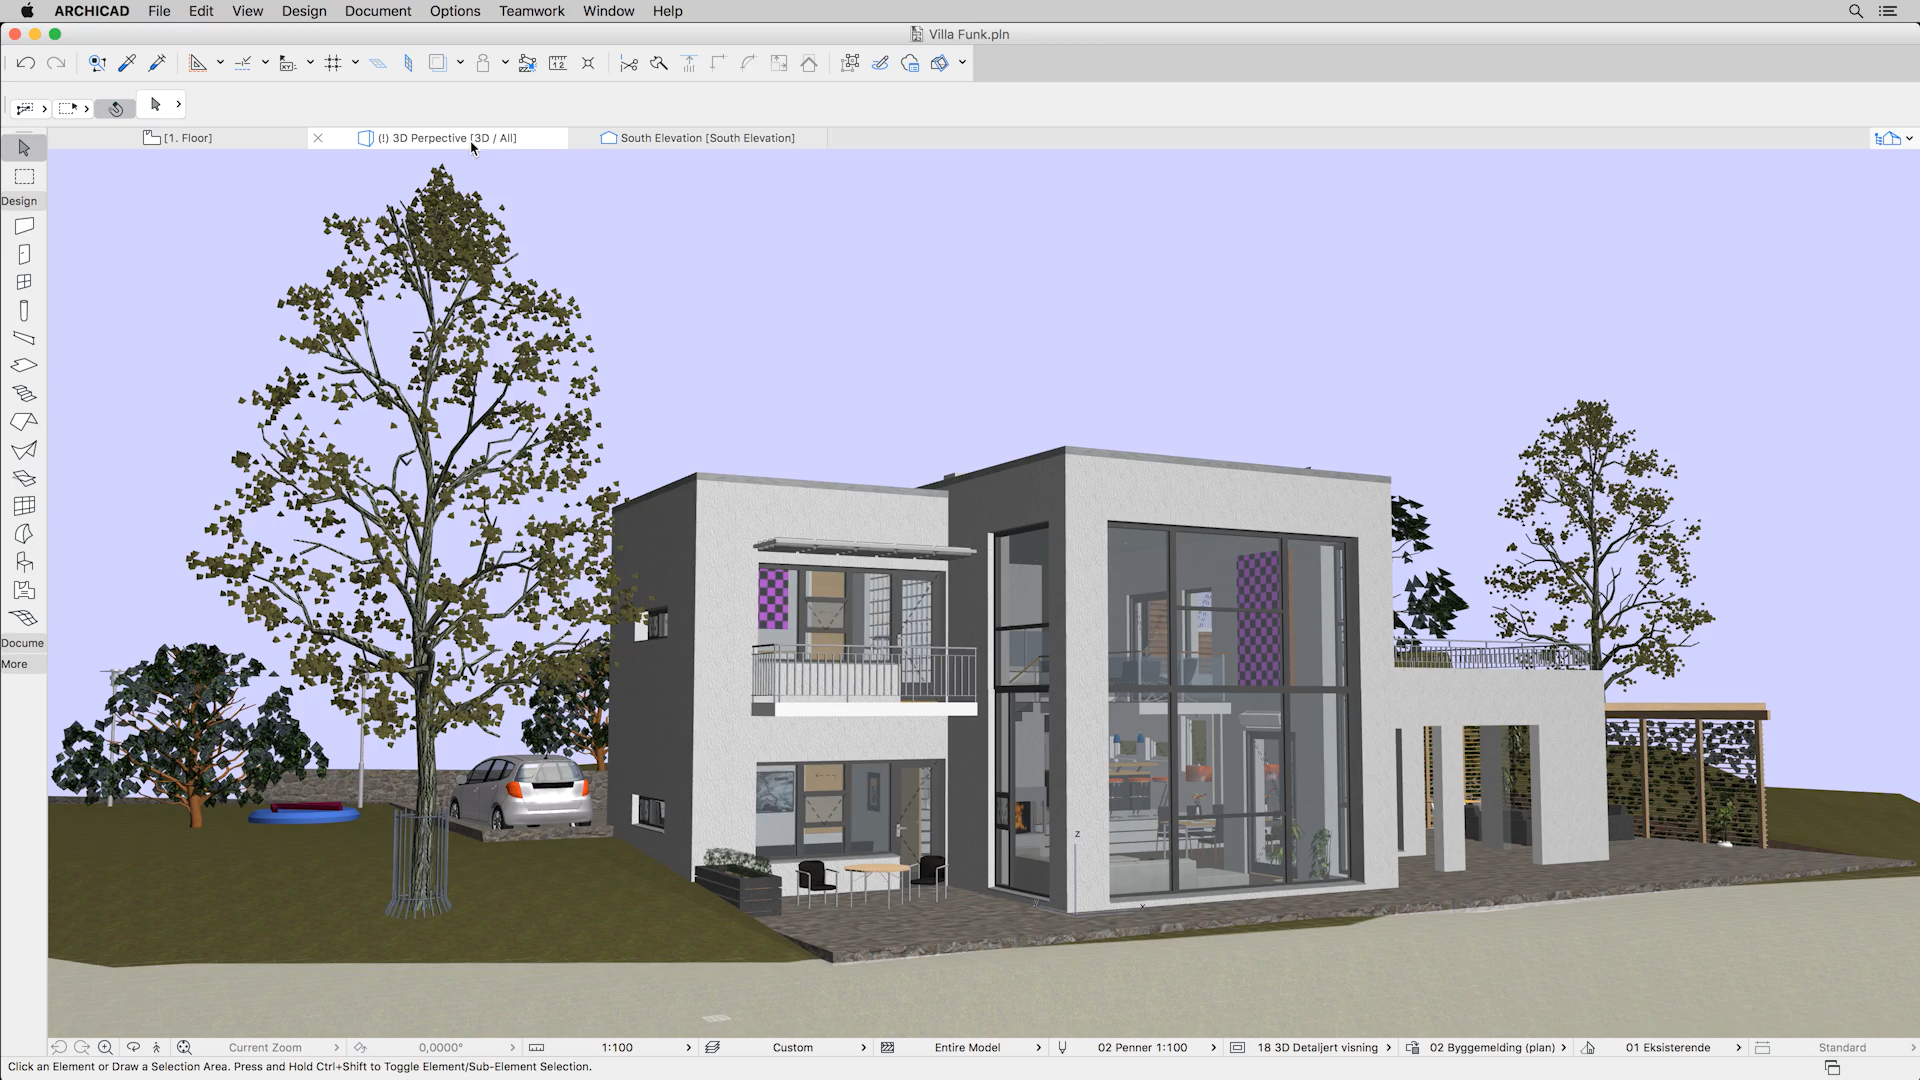 ARCHICAD File Edit View Design Document Options Teamwork Window Help
Villa Funk.pln
[1. Floor]
(!) 3D Perpective [3D / All]
South Elevation [South Elevation]
Design
Docume
More
Z
Current Zoom
0,0000°
1:100
Custom
Entire Model
02 Penner 1:100
18 3D Detaljert visning
02 Byggemelding (plan)
01 Eksisterende
Standard
Click an Element or Draw a Selection Area. Press and Hold Ctrl+Shift to Toggle Element/Sub-Element Selection.